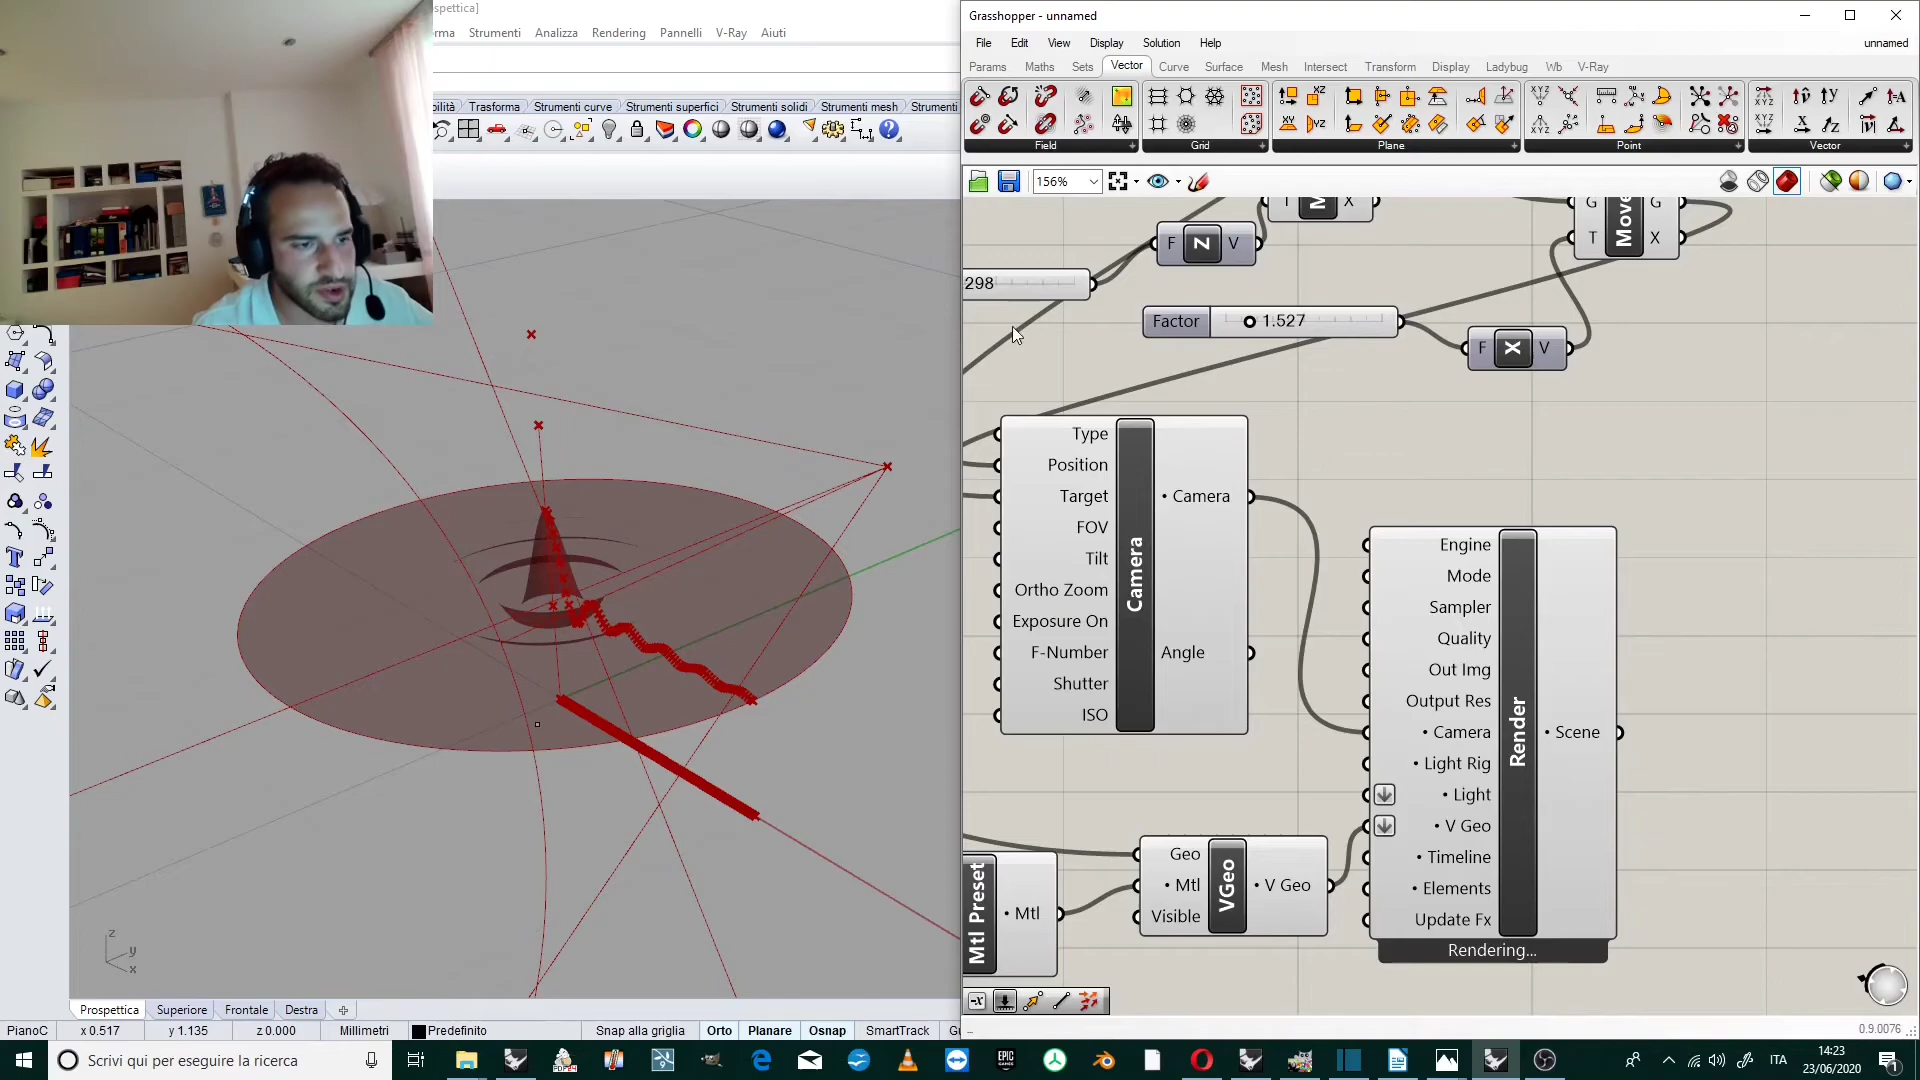 spettica]
rma Strumenti Analizza Rendering Pannelli V-Ray Aiuti
bilità Trasforma Strumenti curve Strumenti superfici Strumenti solidi Strumenti mesh Strumenti
Grasshopper - unnamed
File Edit View Display Solution Help unnamed
Params Maths Sets Vector Curve Surface Mesh Intersect Transform Display Ladybug Wb V-Ray
Field Grid Plane Point Vector
156%
T M X
G Move G
T X
F Z V
298
Factor 1.527
F X V
Type
Position
Target
FOV
Tilt
Ortho Zoom
Exposure On
F-Number
Shutter
ISO
Camera
• Camera
Angle
Engine
Mode
Sampler
Quality
Out Img
Output Res
• Camera
• Light Rig
• Light
• V Geo
• Timeline
• Elements
Update Fx
Render
• Scene
Rendering...
Geo
• Mtl
Visible
VGeo
• V Geo
Mtl Preset
• Mtl
z
y
x
Prospettica Superiore Frontale Destra
PianoC x 0.517 y 1.135 z 0.000 Millimetri Predefinito Snap alla griglia Orto Planare Osnap SmartTrack Gu
0.9.0076
Scrivi qui per eseguire la ricerca
ITA
14:23
23/06/2020
1